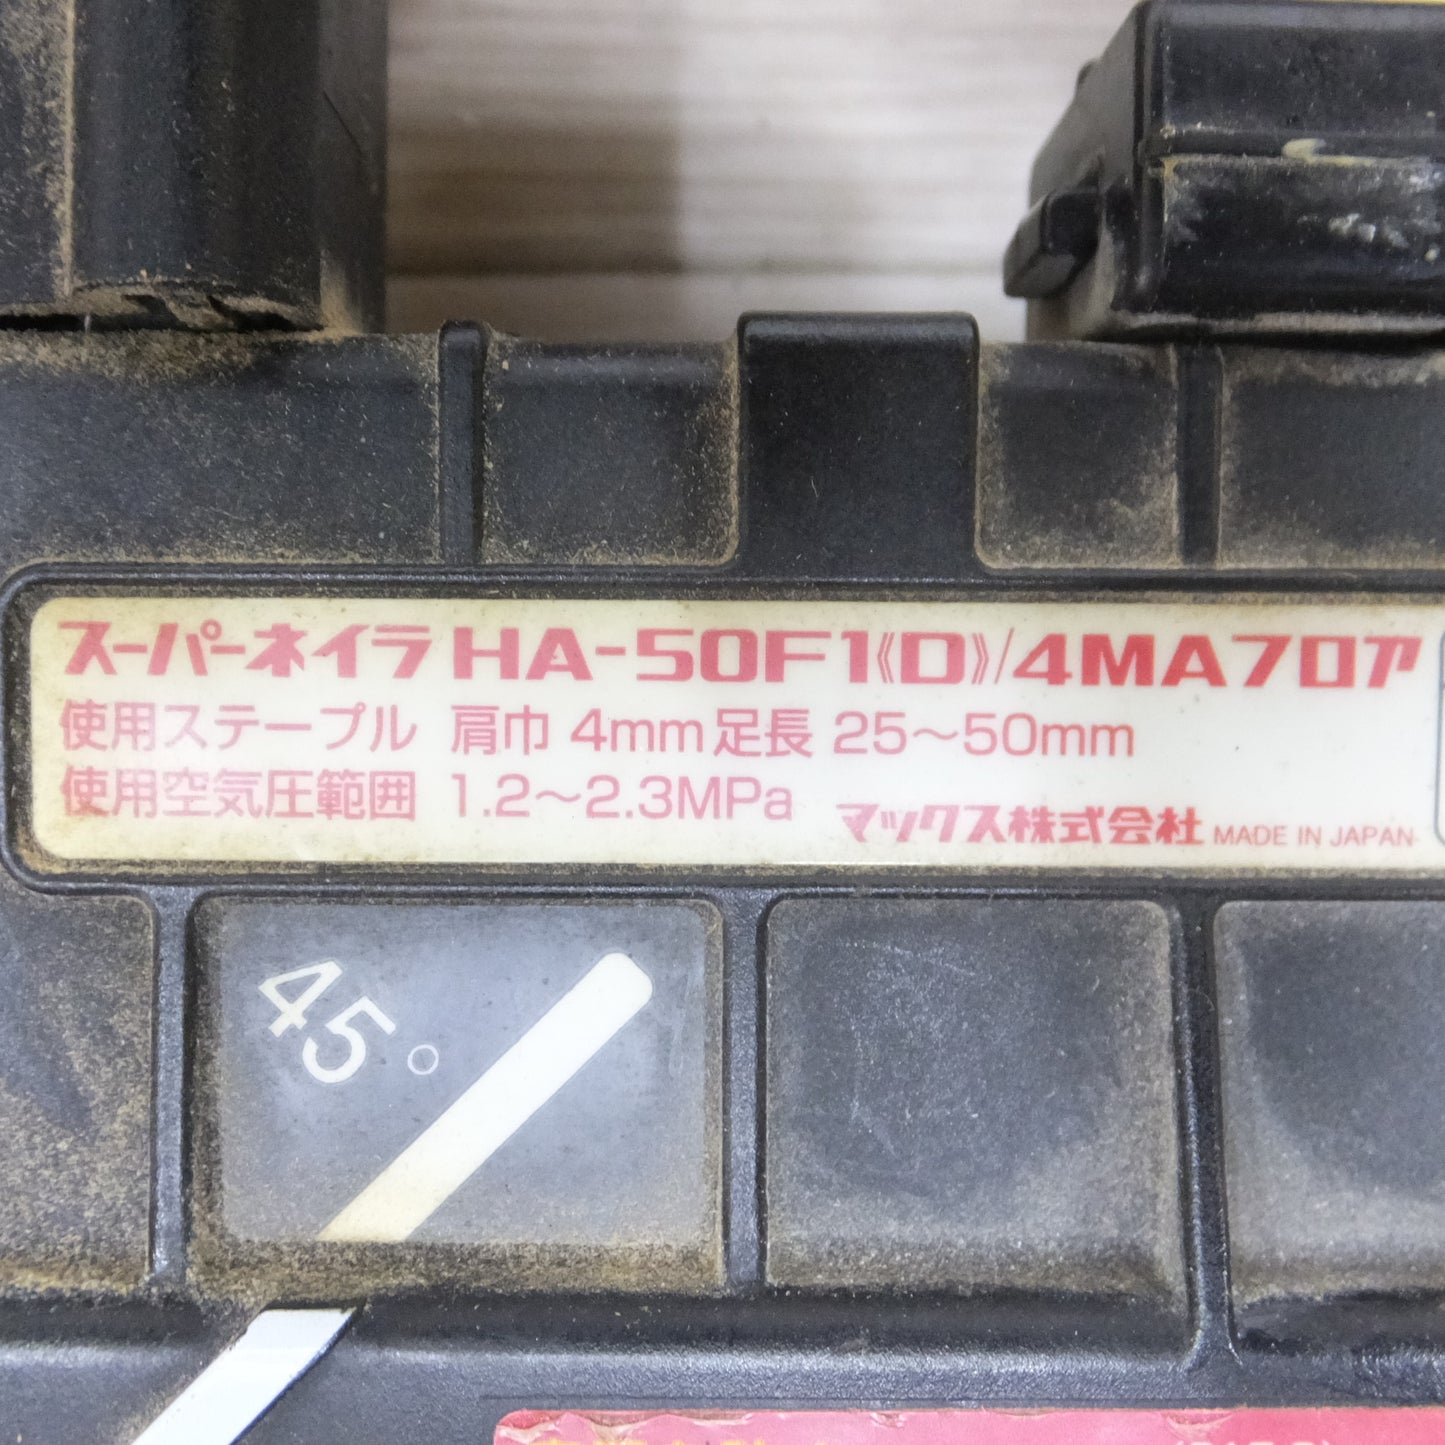 スーパーネイラ HA-50F1《D》/4MAフロア
使用ステープル 肩巾 4mm 足長 25～50mm
使用空気圧範囲 1.2～2.3MPa
マックス株式会社 MADE IN JAPAN
45°